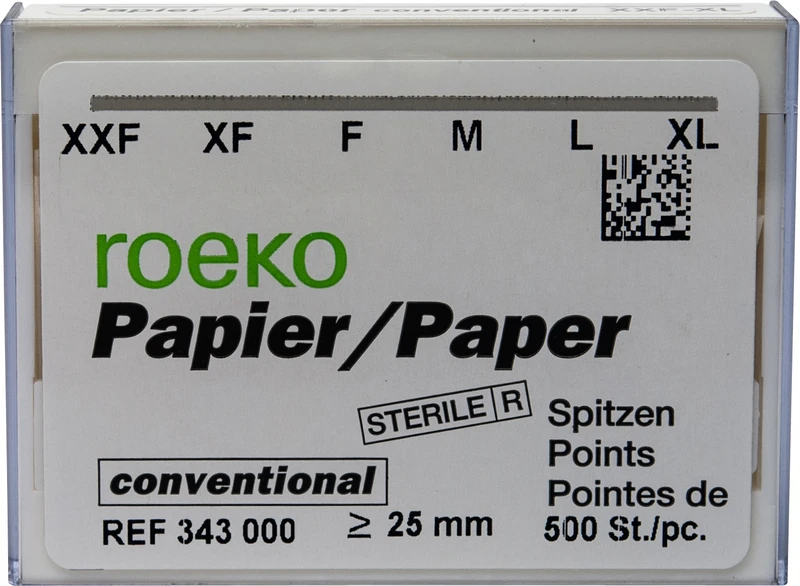 Papier/Paper conventional XXF-XL
XXF XF F M L XL
roeko
Papier/Paper
STERILE R
Spitzen
Points
Pointes de
conventional
REF 343 000 ≥ 25 mm 500 St./pc.